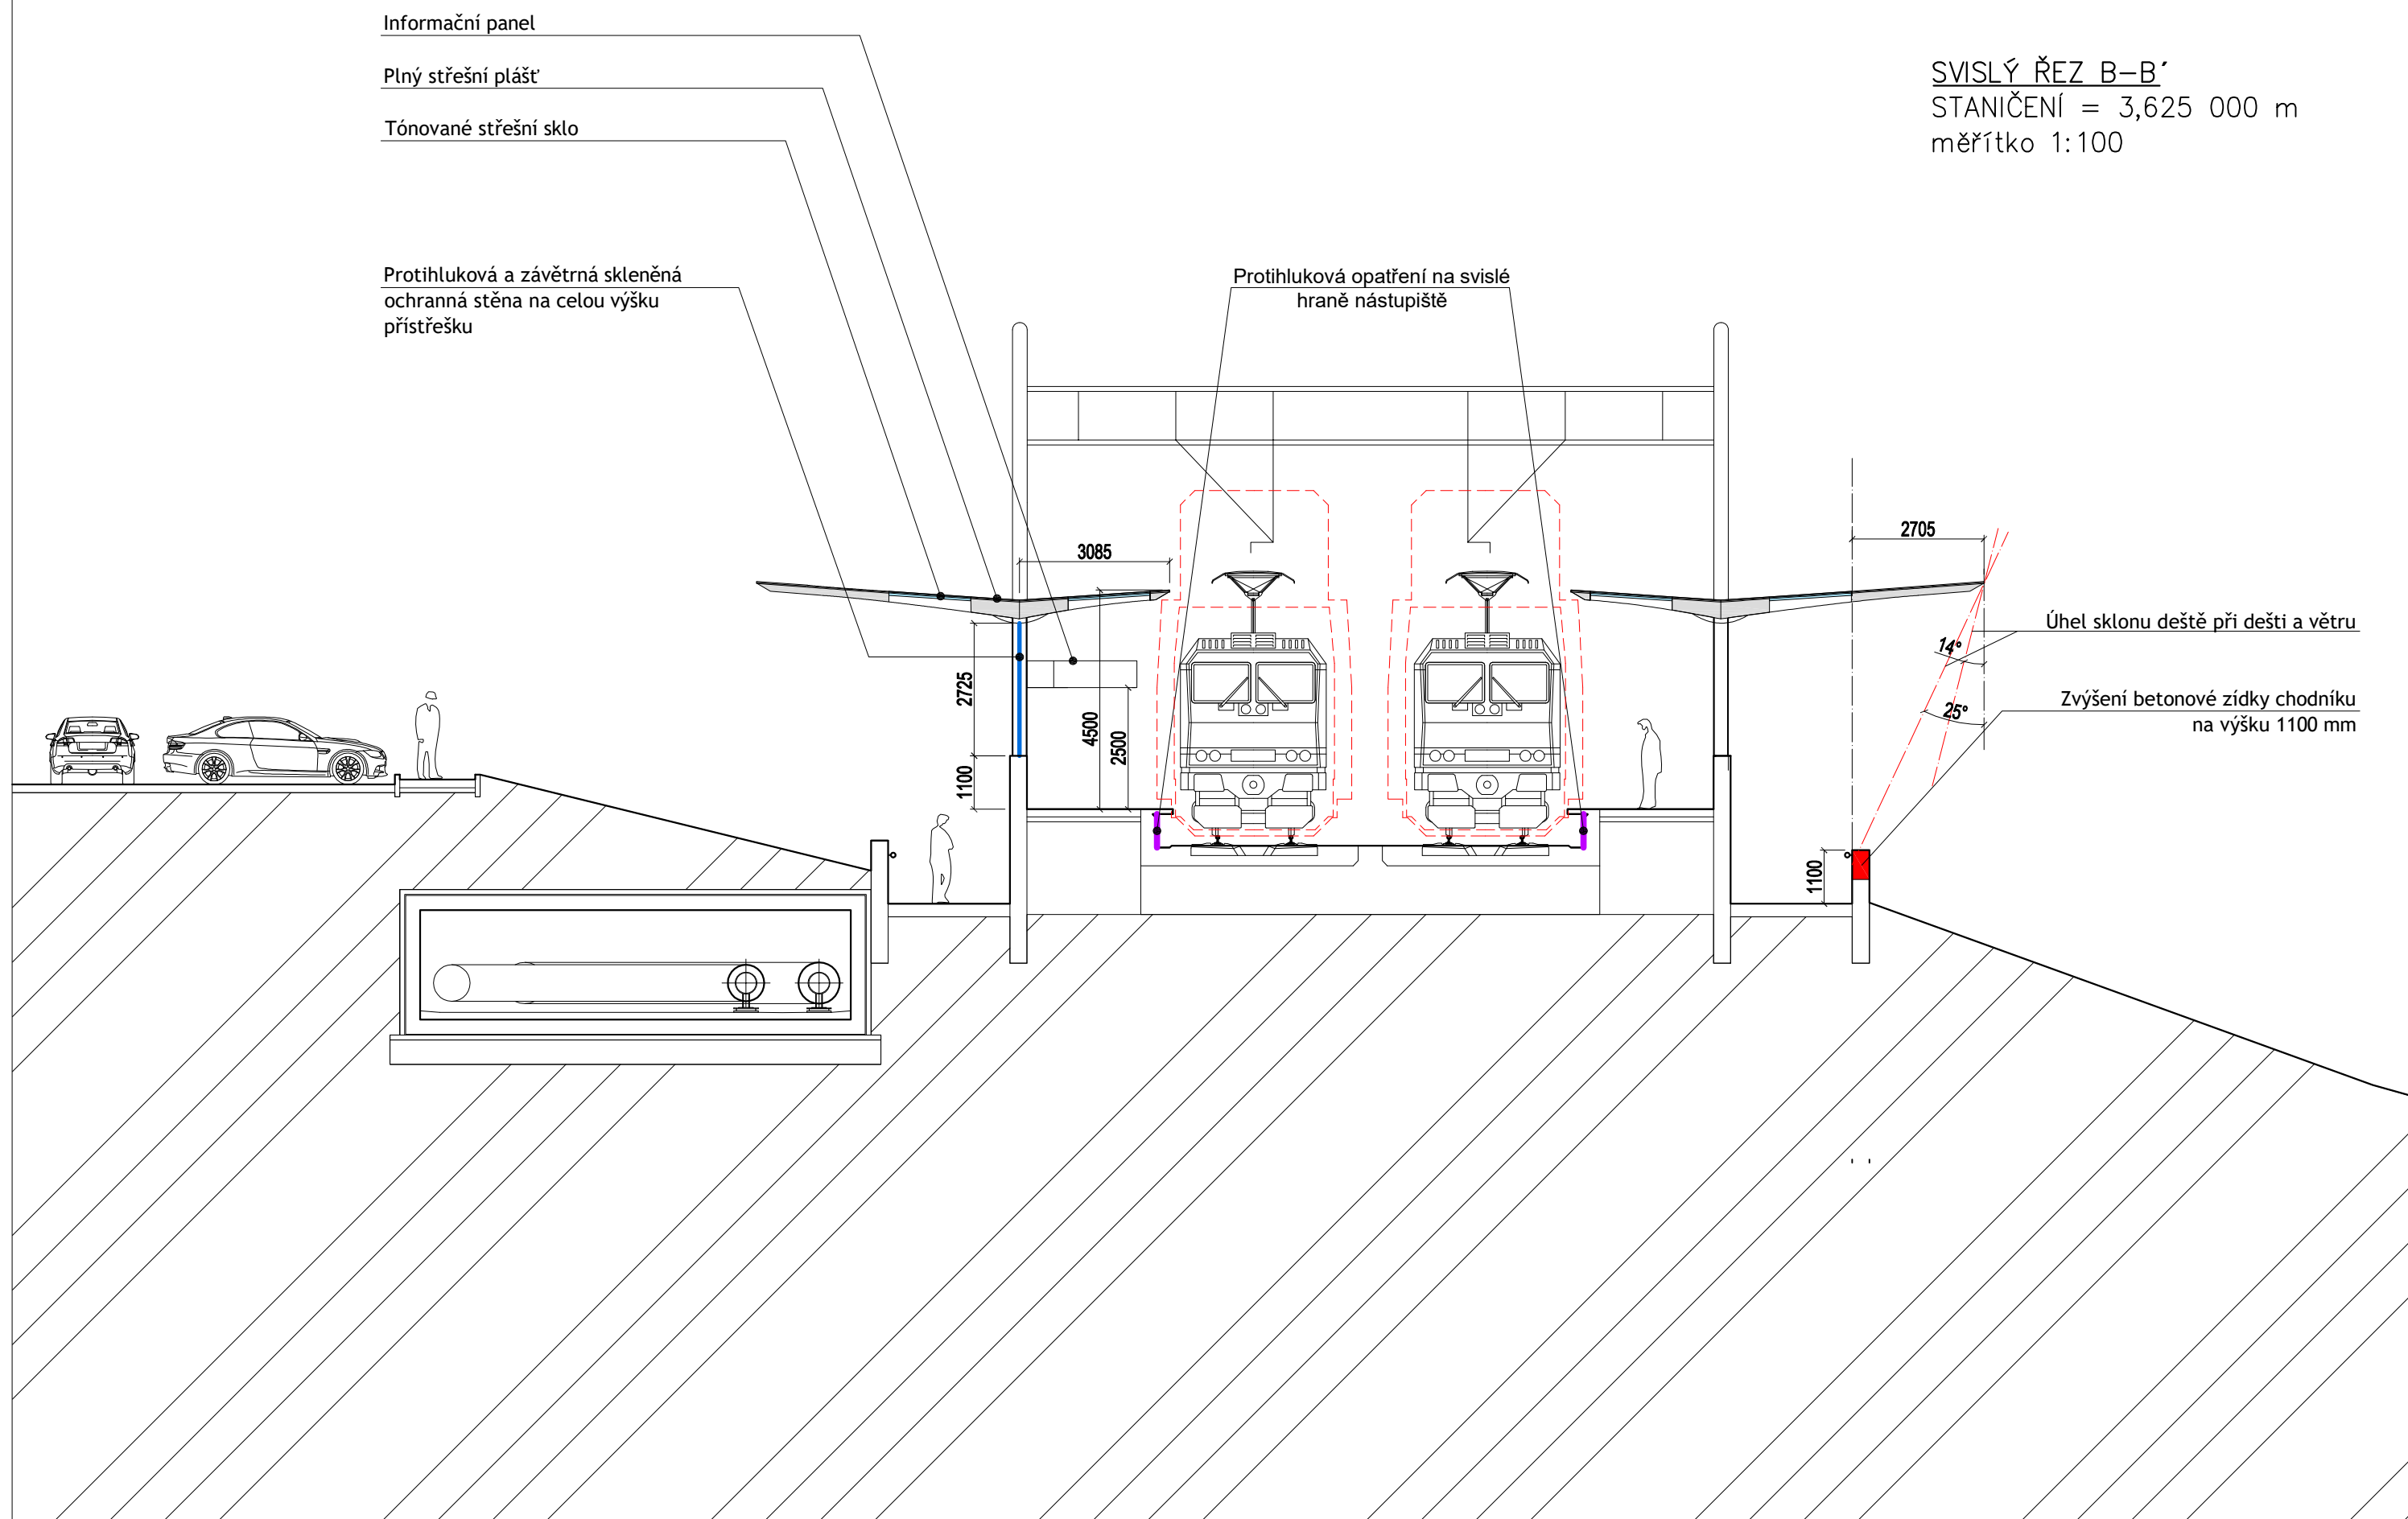 Informační panel
Plný střešní plášť
Tónované střešní sklo
SVISLÝ ŘEZ B–B´
STANIČENÍ = 3,625 000 m
měřítko 1:100
Protihluková a závětrná skleněná
ochranná stěna na celou výšku
přístřešku
Protihluková opatření na svislé
hraně nástupiště
3085
2705
Úhel sklonu deště při dešti a větru
14°
25°
Zvýšení betonové zídky chodníku
na výšku 1100 mm
2725
4500
2500
1100
1100